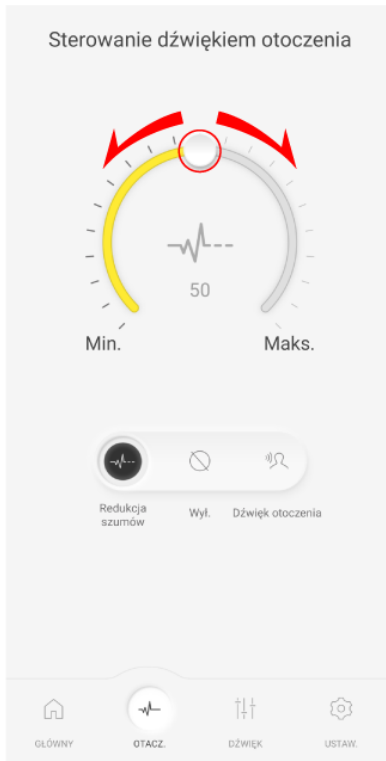 Sterowanie dźwiękiem otoczenia
50
Min. Maks.
Redukcja
szumów
Wył.
Dźwięk otoczenia
GŁÓWNY OTACZ. DŹWIĘK USTAW.